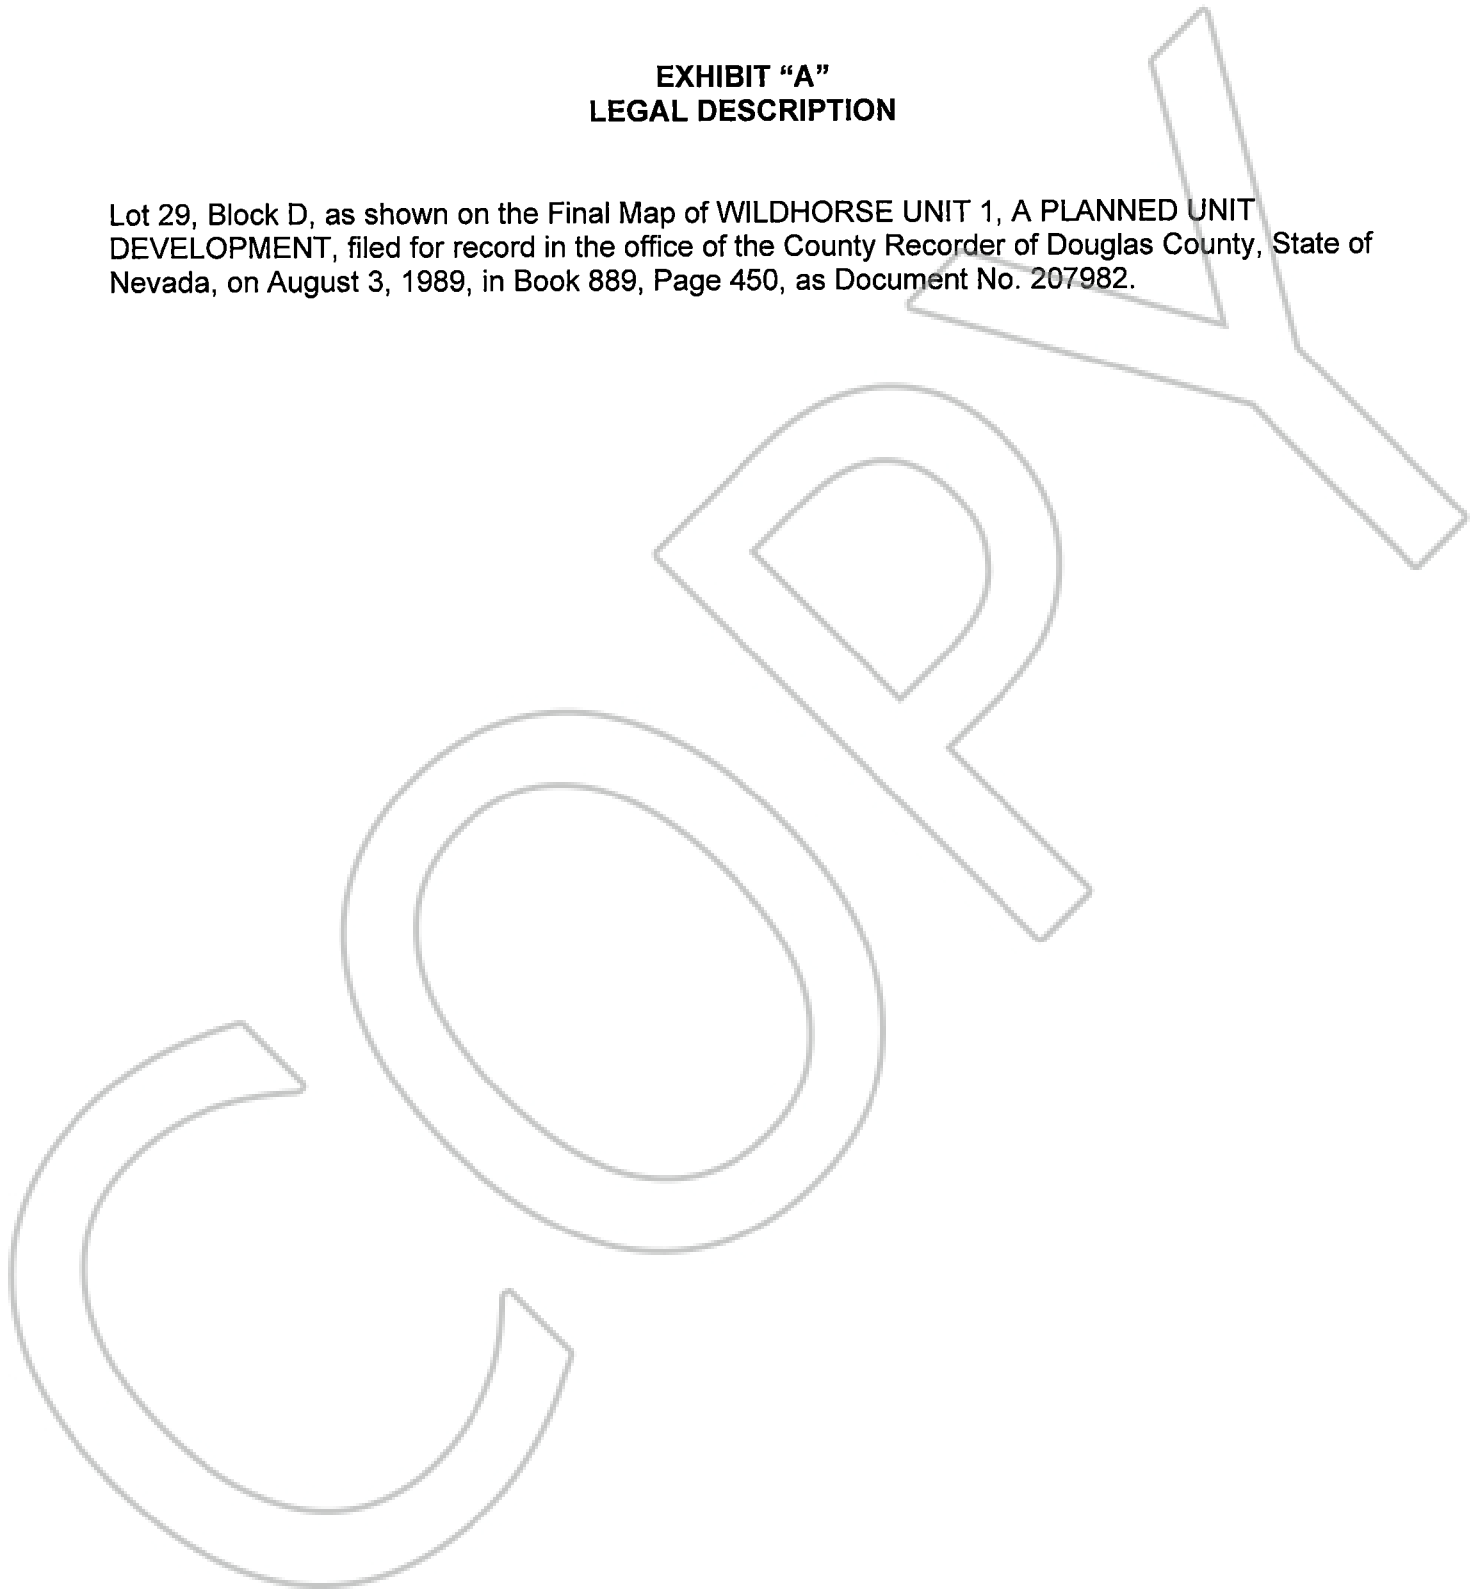 EXHIBIT “A”
LEGAL DESCRIPTION
Lot 29, Block D, as shown on the Final Map of WILDHORSE UNIT 1, A PLANNED UNIT
DEVELOPMENT, filed for record in the office of the County Recorder of Douglas County, State of
Nevada, on August 3, 1989, in Book 889, Page 450, as Document No. 207982.
COPY